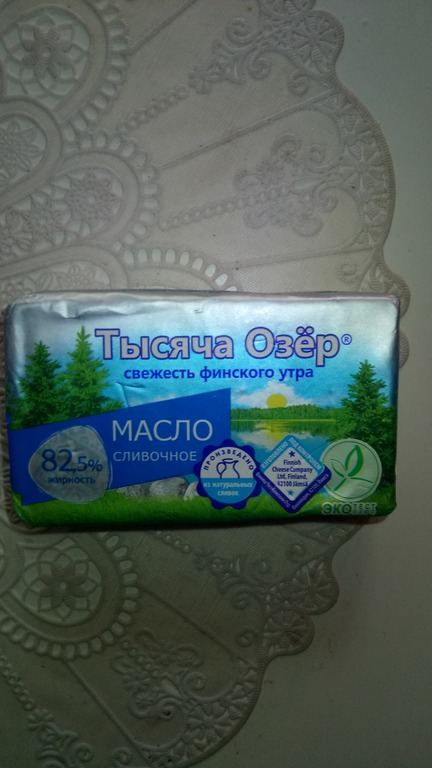 Тысяча Озёр®
свежесть финского утра
МАСЛО
СЛИВОЧНОЕ
82,5%
жирность
ПРОИЗВЕДЕНО
из натуральных
сливок
Finnish
Cheese Company
Ltd, Finland,
42100 Jämsä.
ЭКОТЕСТ